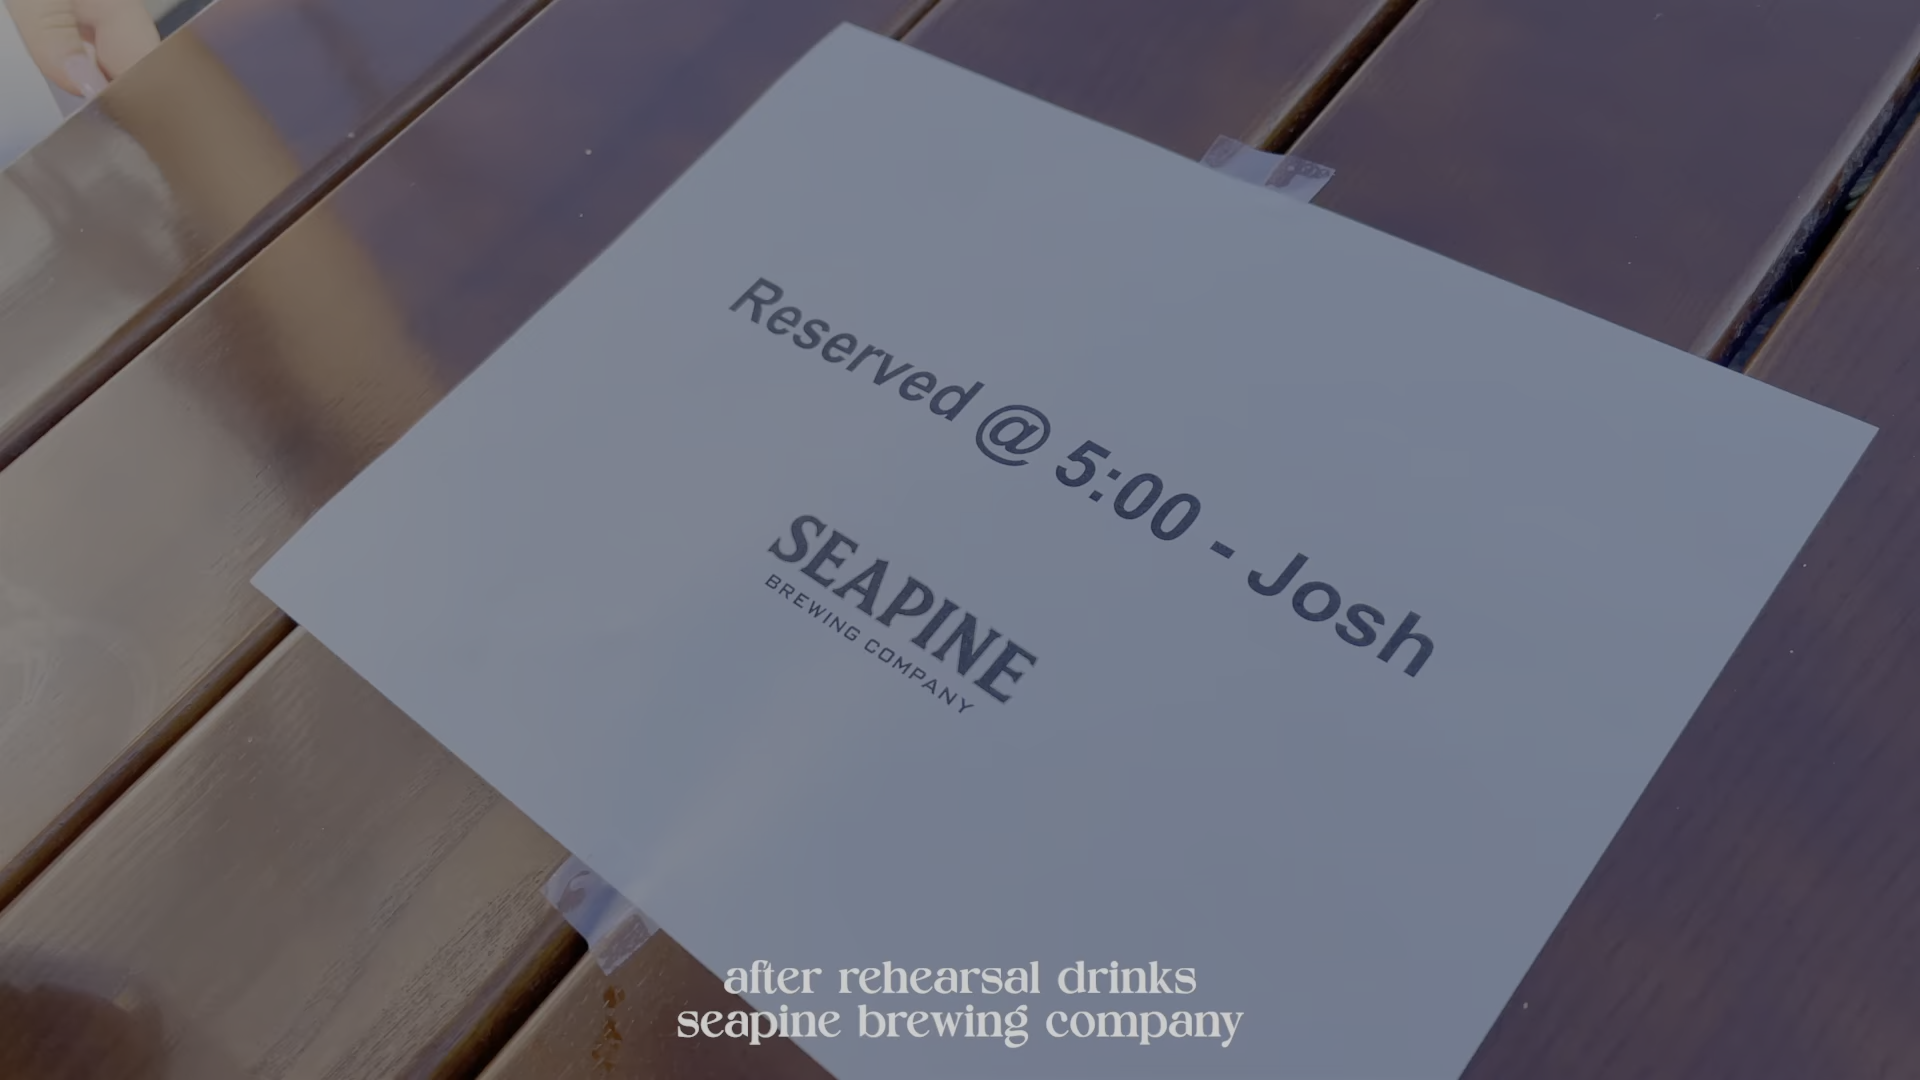 Reserved @ 5:00 - Josh
SEAPINE
BREWING COMPANY
after rehearsal drinks
seapine brewing company